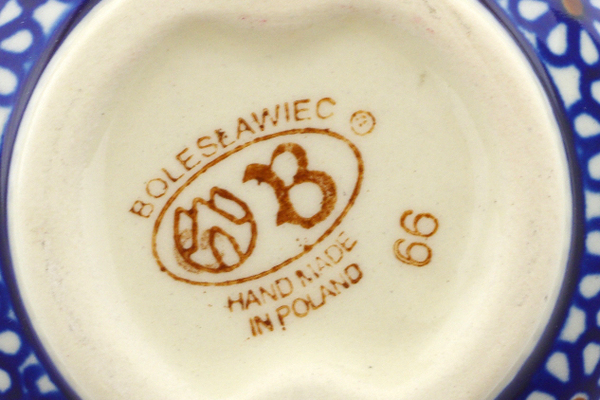 BOLESŁAWIEC ®
B
HAND MADE
IN POLAND
66